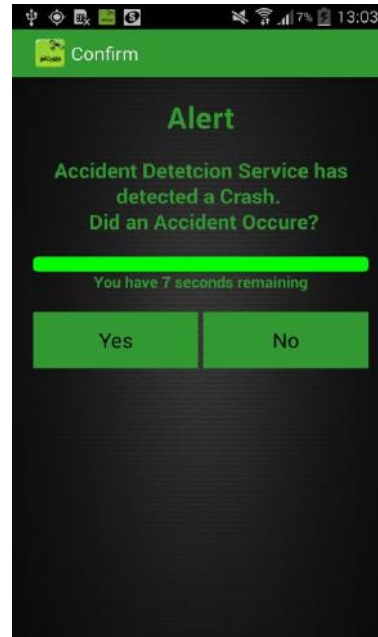 7% 13:03
Confirm
Alert
Accident Detetcion Service has
detected a Crash.
Did an Accident Occure?
You have 7 seconds remaining
Yes No